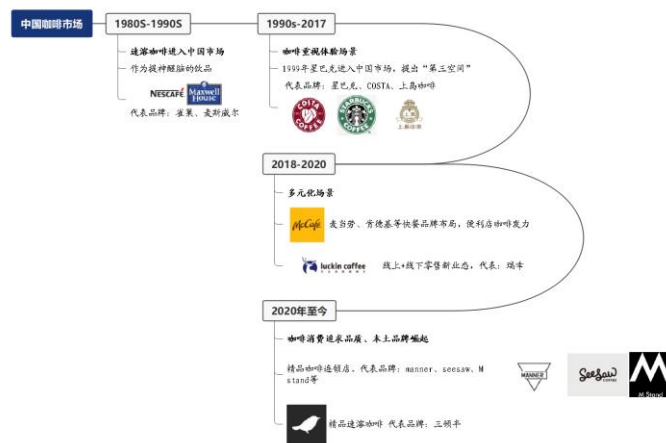 中国咖啡市场
1980S-1990S
速溶咖啡进入中国市场
作为提神醒脑的饮品
NESCAFÉ
MAXWELL
HOUSE
代表品牌：雀巢、麦斯威尔
1990s-2017
咖啡重视体验场景
1999年星巴克进入中国市场，提出“第三空间”
代表品牌：星巴克、COSTA、上岛咖啡
COSTA
COFFEE
STARBUCKS
COFFEE
上島咖啡
2018-2020
多元化场景
McCafé
麦当劳、肯德基等快餐品牌布局，便利店咖啡发力
luckin coffee
线上+线下零售新业态，代表：瑞幸
2020年至今
咖啡消费追求品质、本土品牌崛起
精品咖啡连锁店，代表品牌：manner、seesaw、M
stand等
MANNER
SeeSaw
COFFEE
M
M Stand
精品速溶咖啡 代表品牌：三顿半